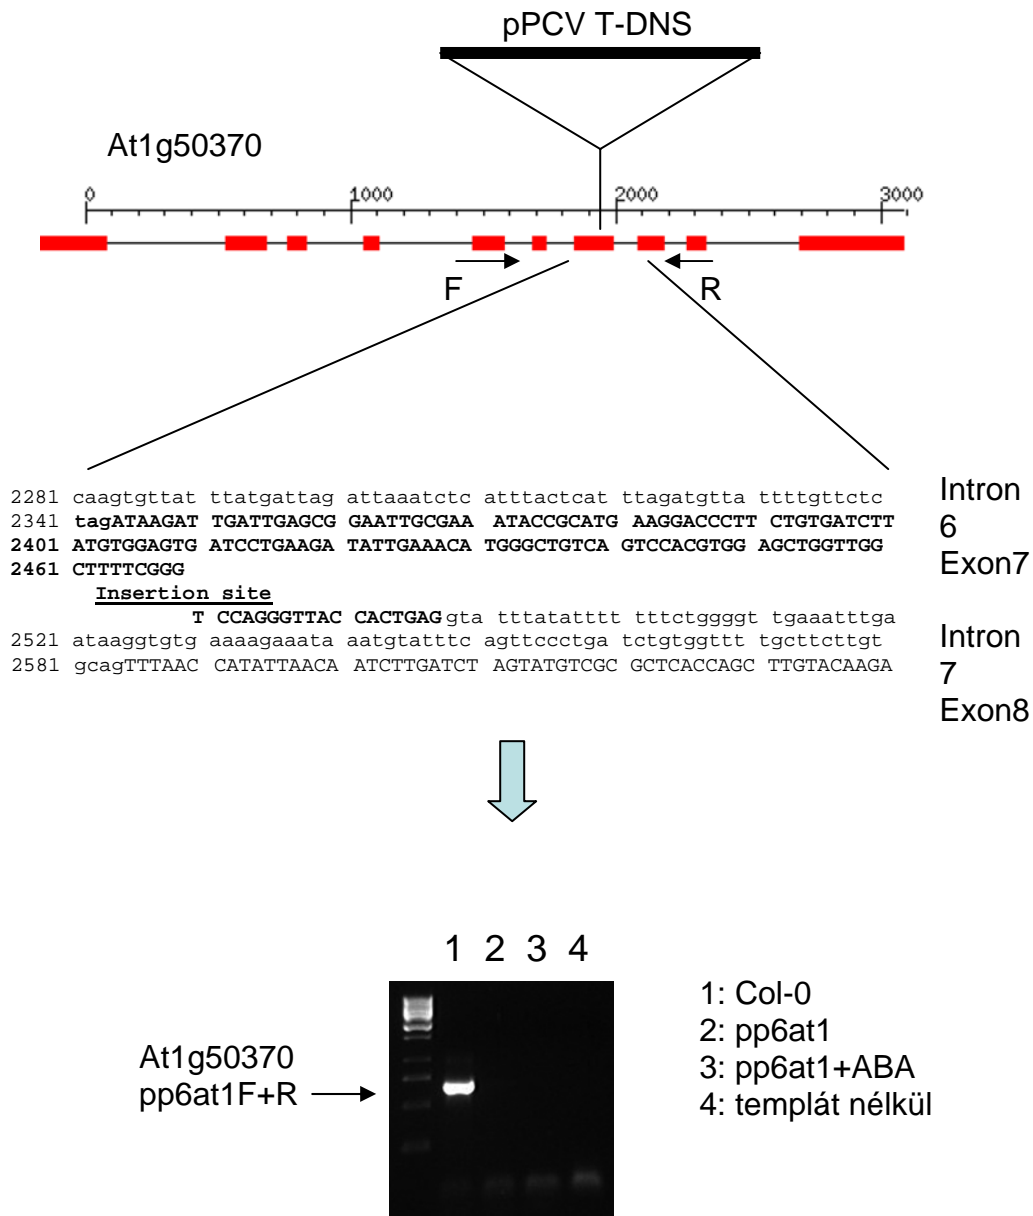 pPCV T-DNS
At1g50370
0 1000 2000 3000
F R
2281 caagtgttat ttatgattag attaaatctc atttactcat ttagatgtta ttttgttctc
2341 tagATAAGAT TGATTGAGCG GAATTGCGAA ATACCGCATG AAGGACCCTT CTGTGATCTT
2401 ATGTGGAGTG ATCCTGAAGA TATTGAAACA TGGGCTGTCA GTCCACGTGG AGCTGGTTGG
2461 CTTTTCGGG
Insertion site
T CCAGGGTTAC CACTGAGgta tttatatttt tttctggggt tgaaatttga
2521 ataaggtgtg aaaagaaata aatgtatttc agttccctga tctgtggttt tgcttcttgt
2581 gcagTTTAAC CATATTAACA ATCTTGATCT AGTATGTCGC GCTCACCAGC TTGTACAAGA
Intron
6
Exon7
Intron
7
Exon8
1 2 3 4
At1g50370
pp6at1F+R
1: Col-0
2: pp6at1
3: pp6at1+ABA
4: templát nélkül